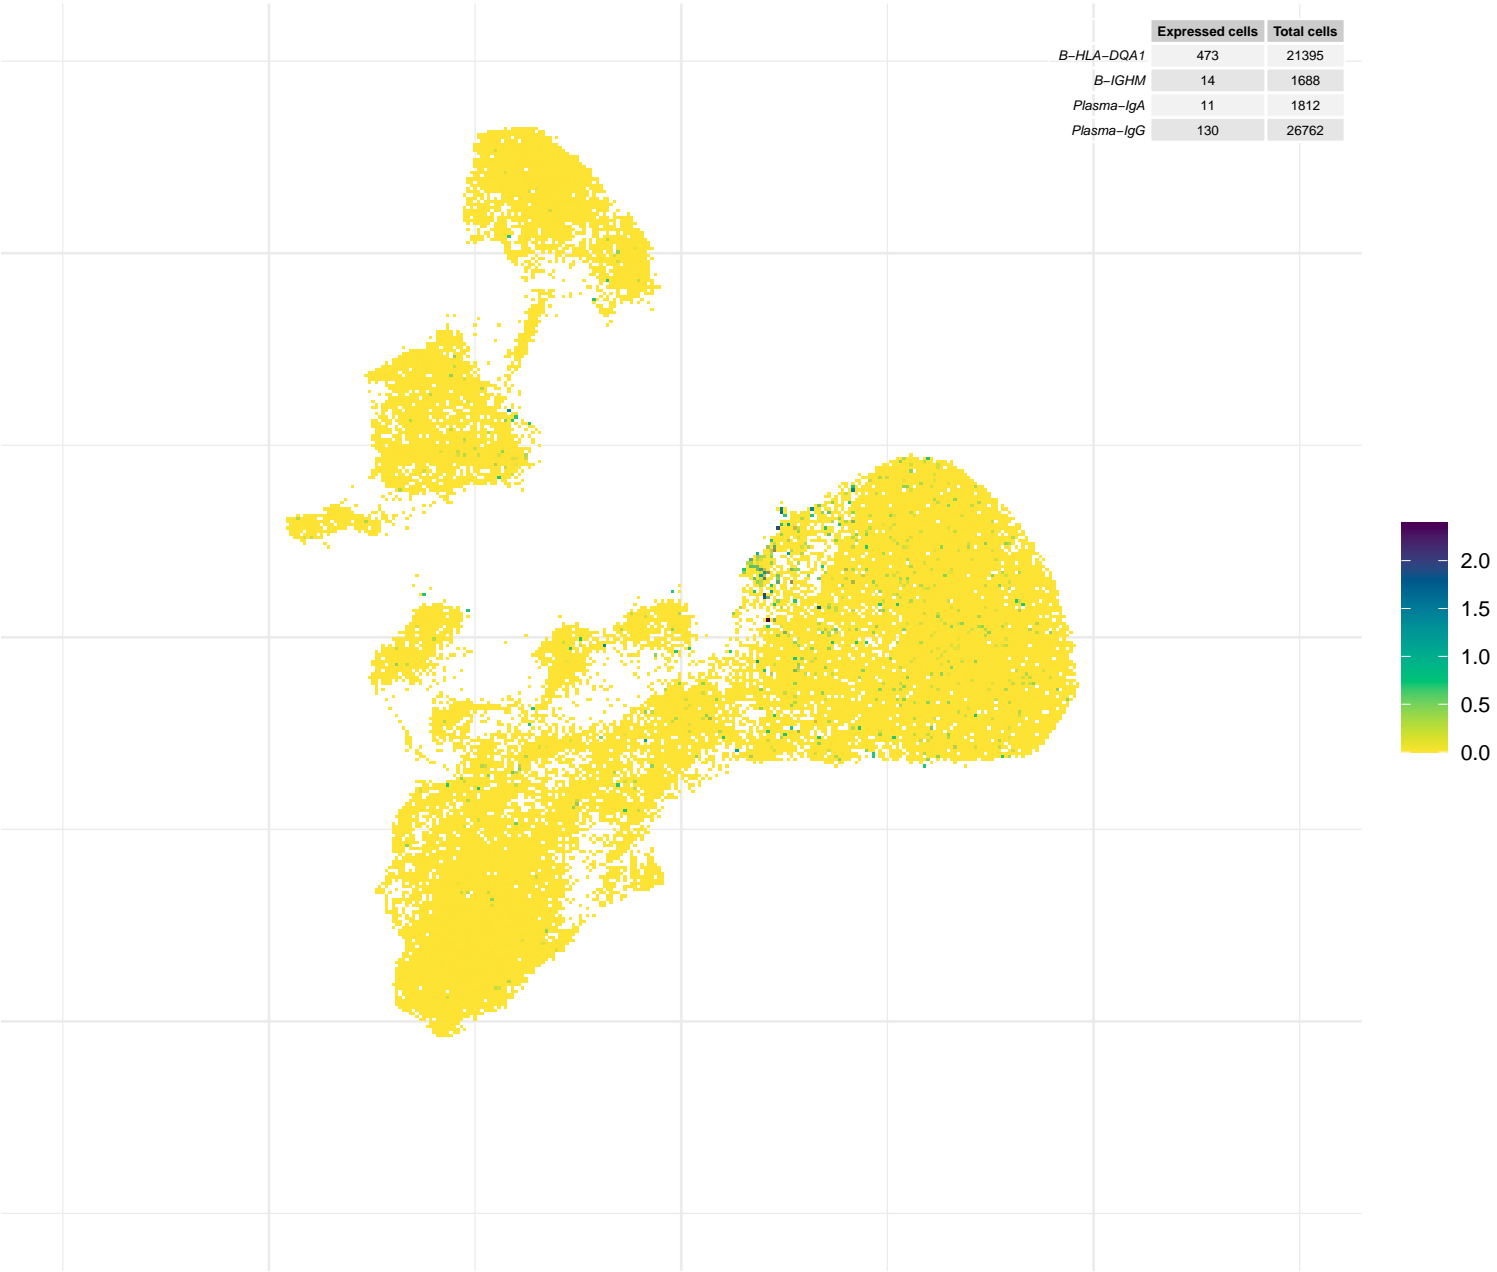 Expressed cells Total cells
B−HLA−DQA1 473 21395
B−IGHM 14 1688
Plasma−IgA 11 1812
Plasma−IgG 130 26762
2.0
1.5
1.0
0.5
0.0